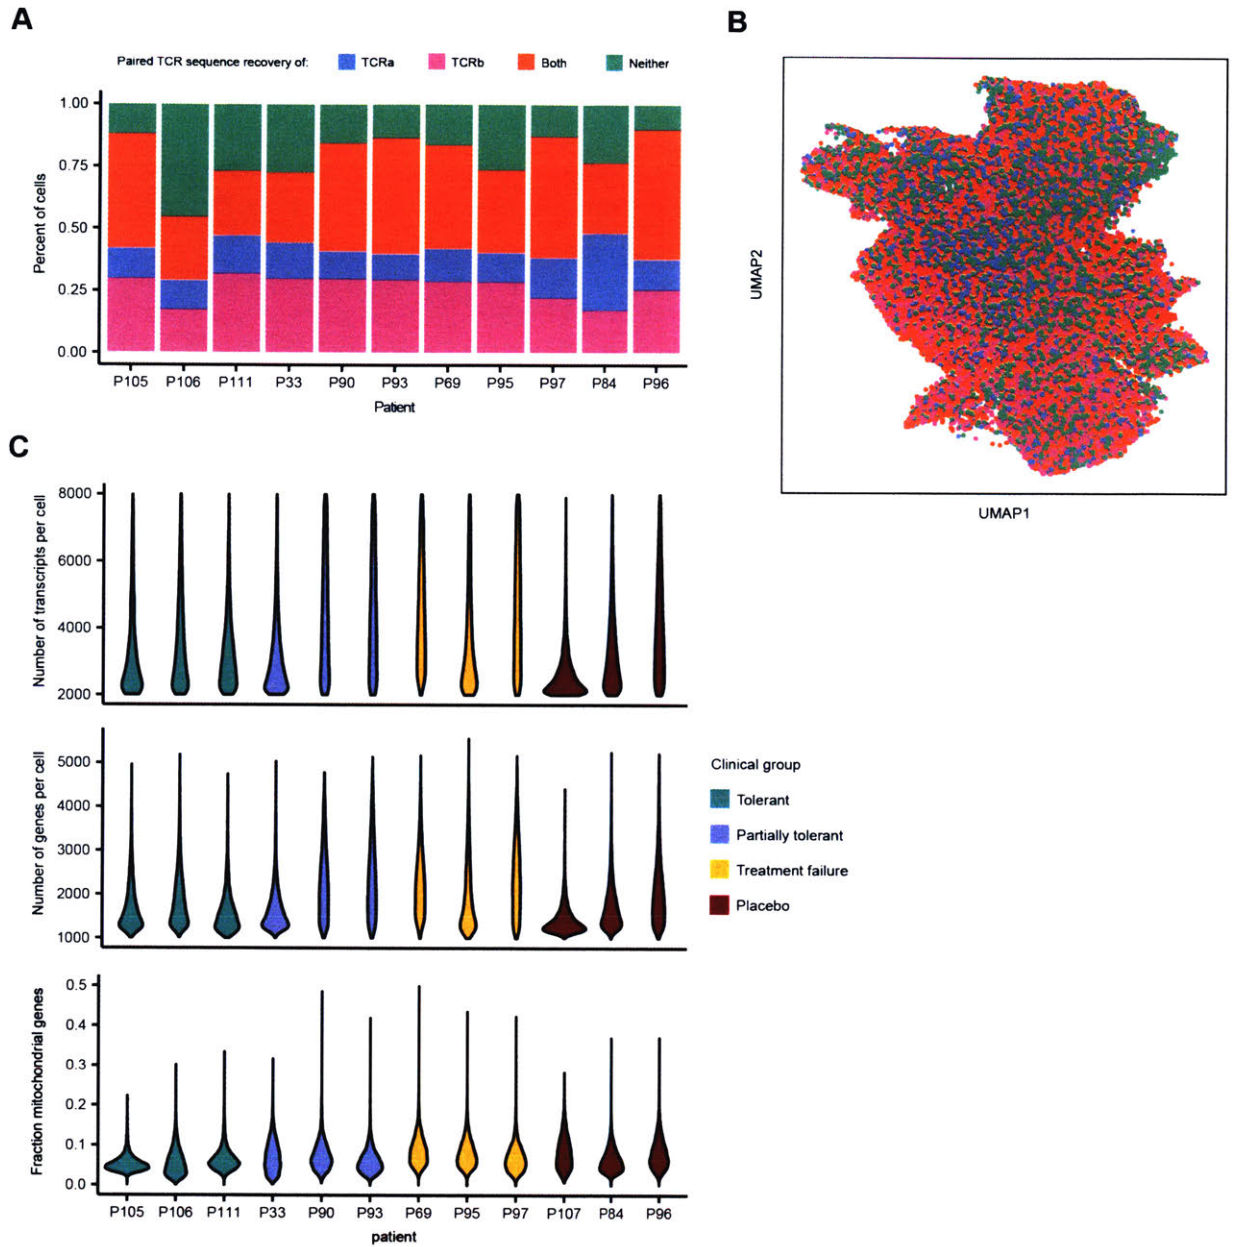 A
Paired TCR sequence recovery of: TCRa TCRb Both Neither
1.00
0.75
0.50
0.25
0.00
Percent of cells
P105 P106 P111 P33 P90 P93 P69 P95 P97 P84 P96
Patient
B
UMAP2
UMAP1
C
8000
6000
4000
2000
Number of transcripts per cell
5000
4000
3000
2000
1000
Number of genes per cell
Clinical group
Tolerant
Partially tolerant
Treatment failure
Placebo
0.5
0.4
0.3
0.2
0.1
0.0
Fraction mitochondrial genes
P105 P106 P111 P33 P90 P93 P69 P95 P97 P107 P84 P96
patient